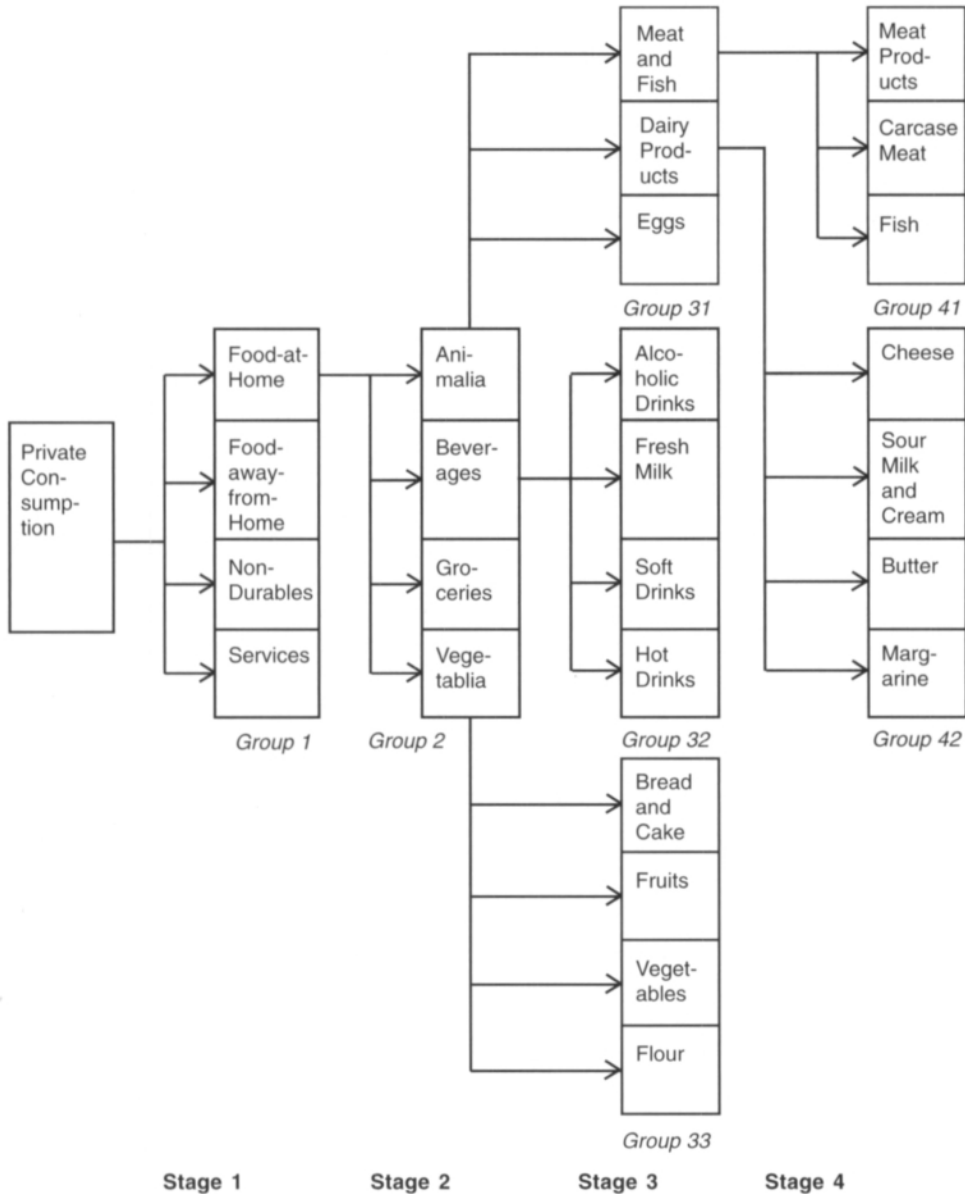 Private
Con-
sump-
tion
Food-at-
Home
Food-
away-
from-
Home
Non-
Durables
Services
Group 1
Ani-
malia
Bever-
ages
Gro-
ceries
Vege-
tablia
Group 2
Meat
and
Fish
Dairy
Prod-
ucts
Eggs
Group 31
Alco-
holic
Drinks
Fresh
Milk
Soft
Drinks
Hot
Drinks
Group 32
Bread
and
Cake
Fruits
Veget-
ables
Flour
Group 33
Meat
Prod-
ucts
Carcase
Meat
Fish
Group 41
Cheese
Sour
Milk
and
Cream
Butter
Marg-
arine
Group 42
Stage 1
Stage 2
Stage 3
Stage 4